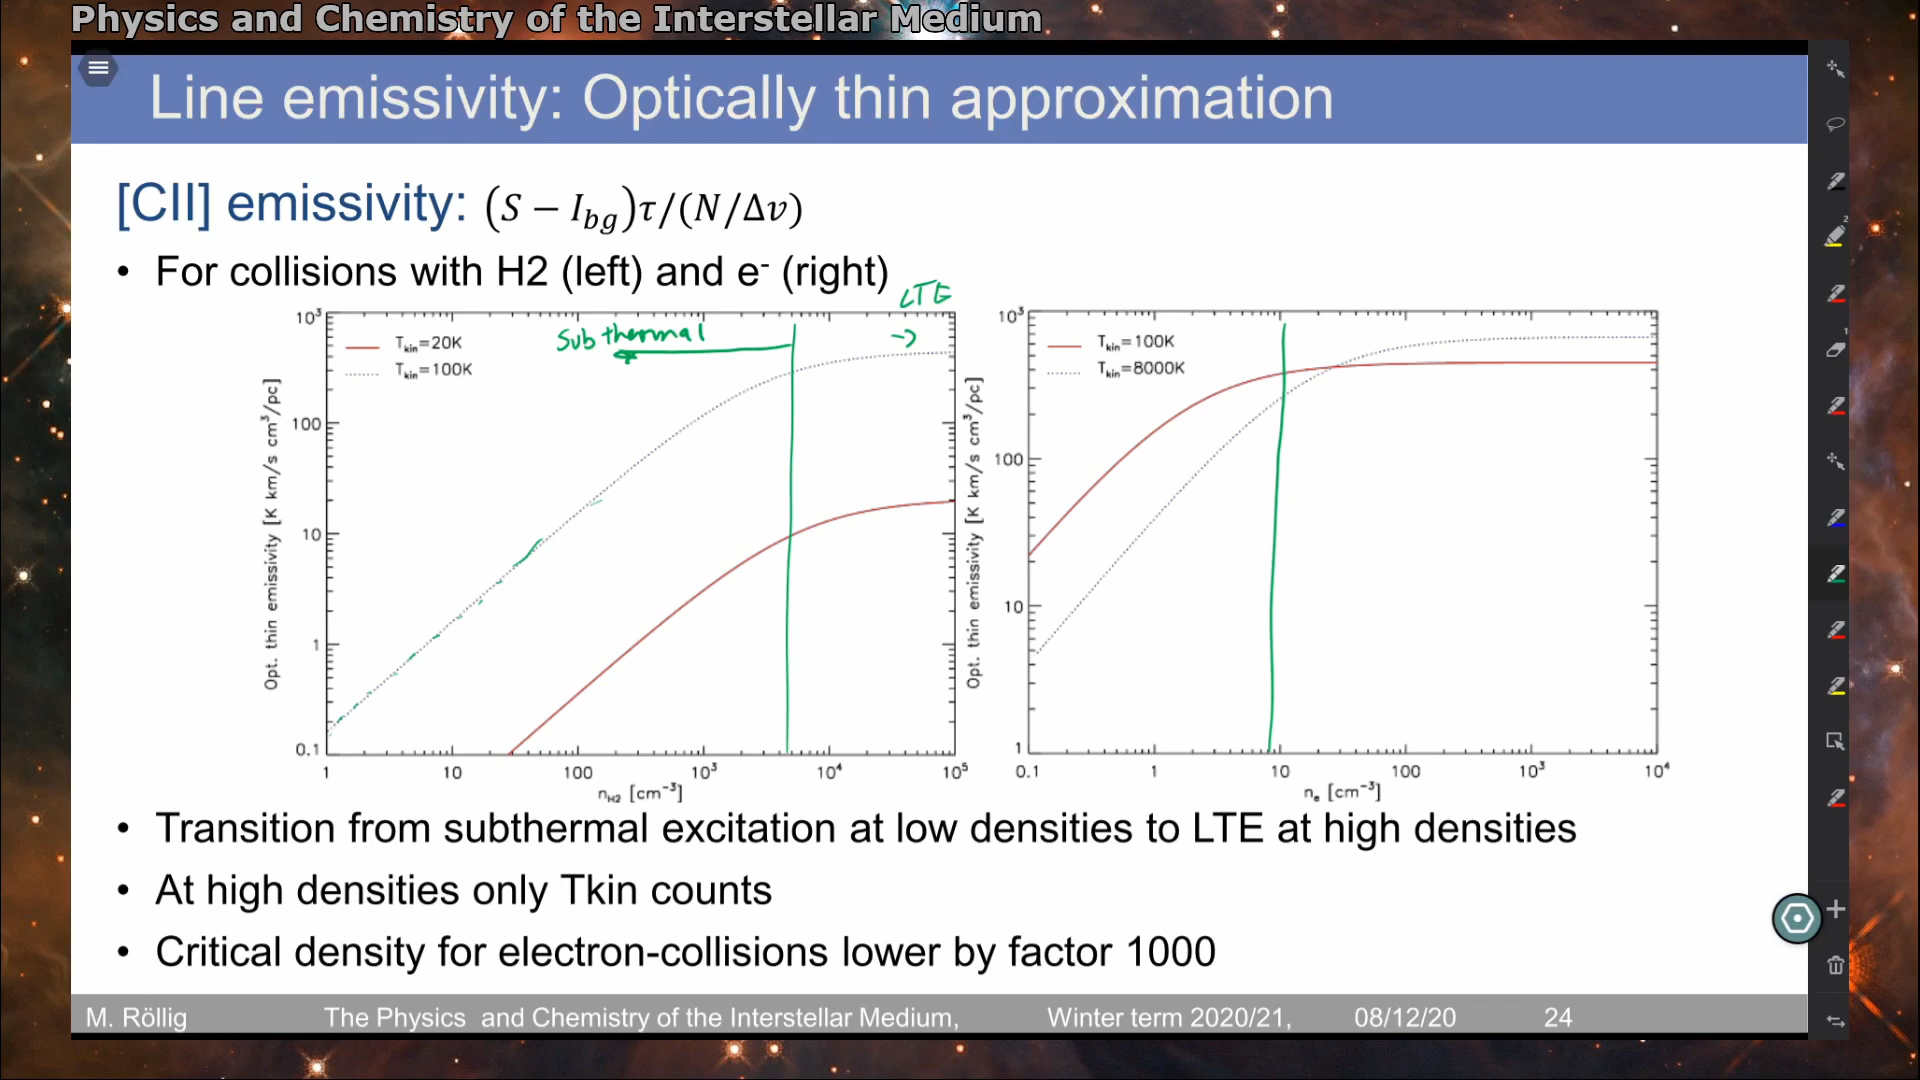 Physics and Chemistry of the Interstellar Medium
Line emissivity: Optically thin approximation
[CII] emissivity: (S − I_bg)τ/(N/Δv)
• For collisions with H2 (left) and e⁻ (right)
LTE
Subthermal
→
T_kin=20K
T_kin=100K
Opt. thin emissivity [K km/s cm³/pc]
10³
100
10
1
0.1
1 10 100 10³ 10⁴ 10⁵
n_H2 [cm⁻³]
T_kin=100K
T_kin=8000K
Opt. thin emissivity [K km/s cm³/pc]
10³
100
10
1
0.1 1 10 100 10³ 10⁴
n_e [cm⁻³]
• Transition from subthermal excitation at low densities to LTE at high densities
• At high densities only Tkin counts
• Critical density for electron-collisions lower by factor 1000
M. Röllig The Physics and Chemistry of the Interstellar Medium, Winter term 2020/21, 08/12/20 24
2
1